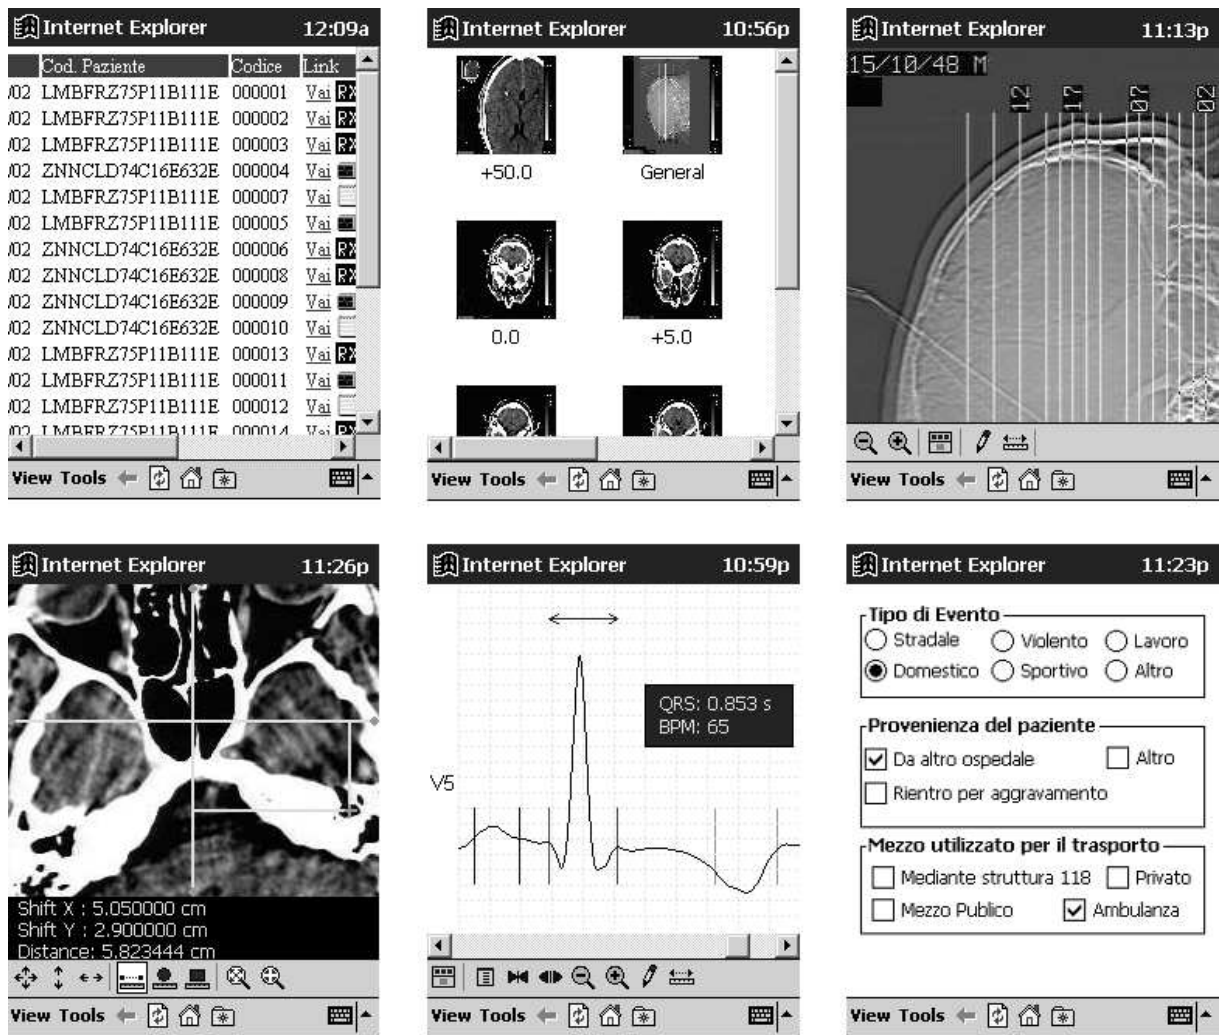 Internet Explorer 12:09a
Cod. Paziente Codice Link
/02 LMBFRZ75P11B111E 000001 Vai RX
/02 LMBFRZ75P11B111E 000002 Vai RX
/02 LMBFRZ75P11B111E 000003 Vai RX
/02 ZNNCLD74C16E632E 000004 Vai
/02 LMBFRZ75P11B111E 000007 Vai
/02 LMBFRZ75P11B111E 000005 Vai
/02 ZNNCLD74C16E632E 000006 Vai RX
/02 ZNNCLD74C16E632E 000008 Vai RX
/02 ZNNCLD74C16E632E 000009 Vai
/02 ZNNCLD74C16E632E 000010 Vai
/02 LMBFRZ75P11B111E 000013 Vai RX
/02 LMBFRZ75P11B111E 000011 Vai
/02 LMBFRZ75P11B111E 000012 Vai
/02 LMBFRZ75P11B111E 000014 Vai RX
View Tools
Internet Explorer 10:56p
+50.0 General
0.0 +5.0
View Tools
Internet Explorer 11:13p
15/10/48 M
12 17 07 02
View Tools
Internet Explorer 11:26p
Shift X : 5.050000 cm
Shift Y : 2.900000 cm
Distance: 5.823444 cm
View Tools
Internet Explorer 10:59p
QRS: 0.853 s
BPM: 65
V5
View Tools
Internet Explorer 11:23p
Tipo di Evento
Stradale Violento Lavoro
Domestico Sportivo Altro
Provenienza del paziente
Da altro ospedale Altro
Rientro per aggravamento
Mezzo utilizzato per il trasporto
Mediante struttura 118 Privato
Mezzo Publico Ambulanza
View Tools